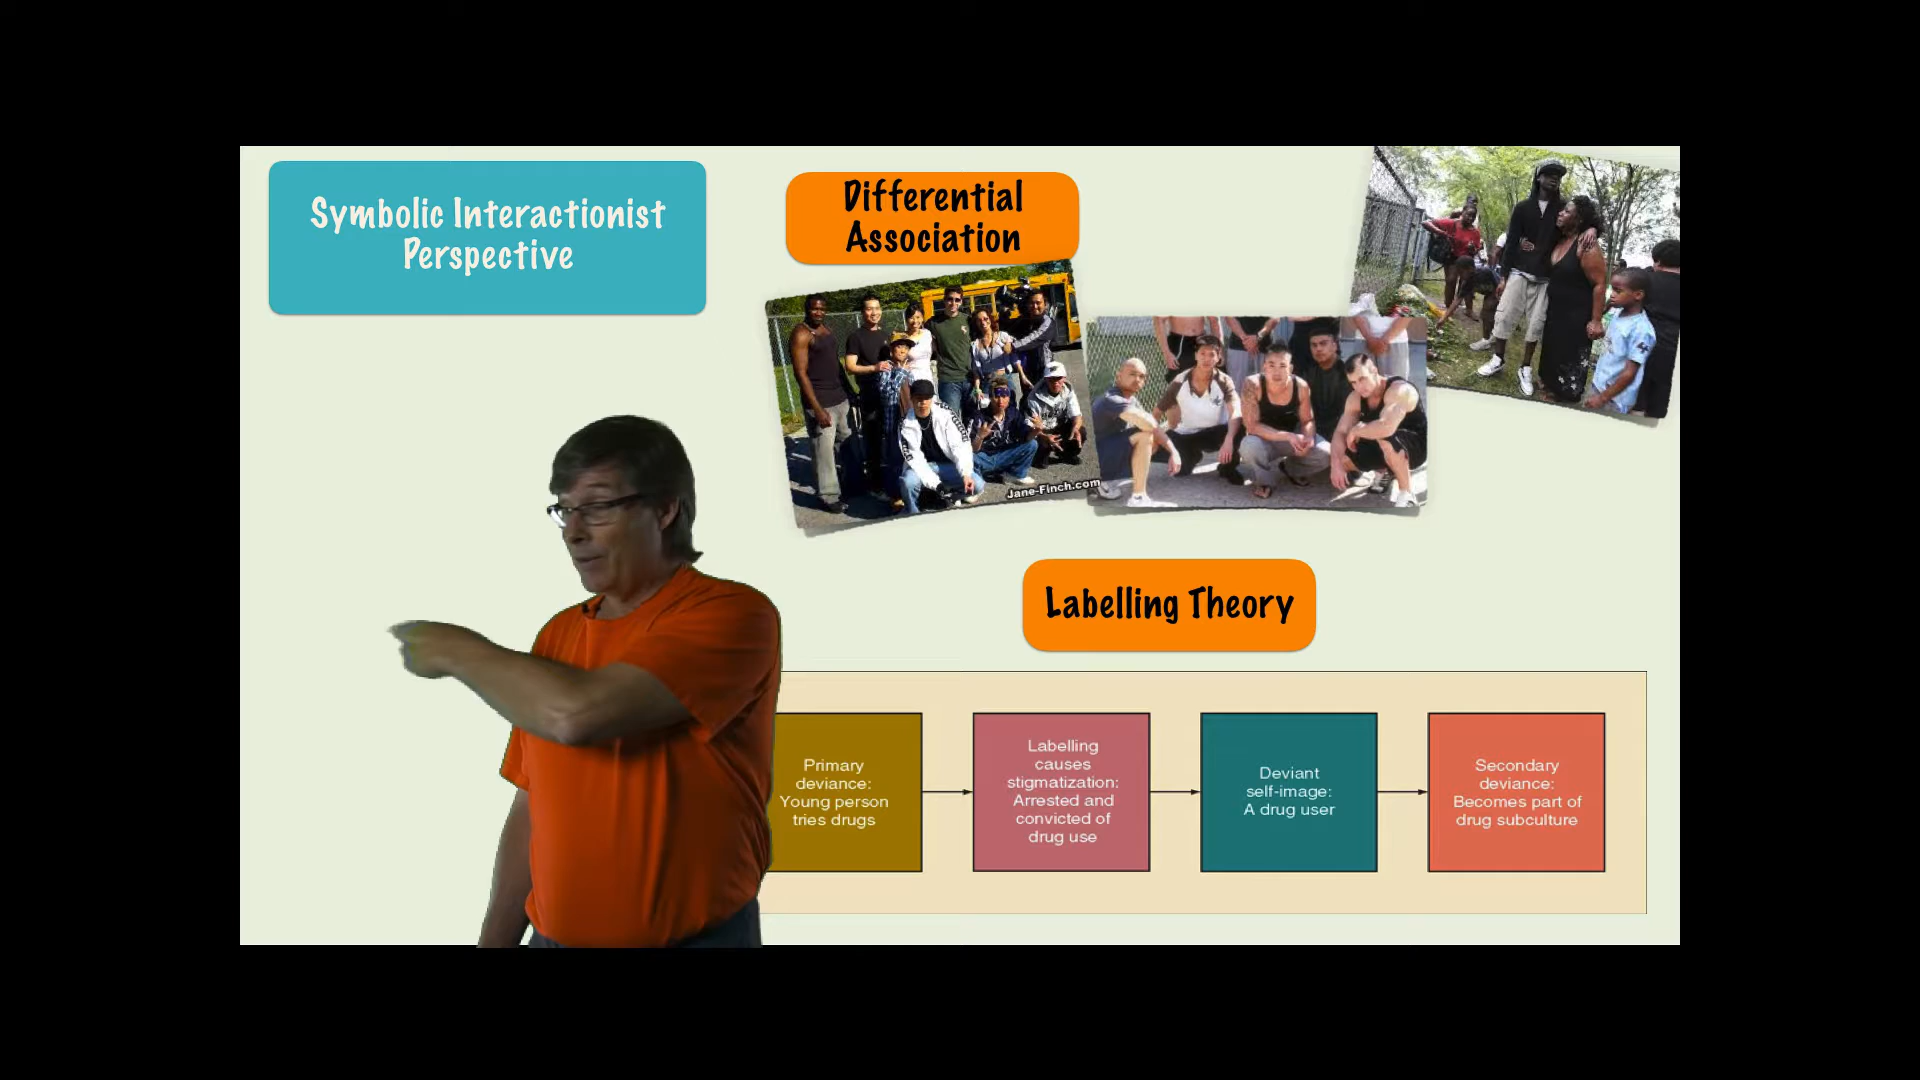 Symbolic Interactionist
Perspective
Differential
Association
Jane-Finch.com
Labelling Theory
Primary
deviance:
Young person
tries drugs
Labelling
causes
stigmatization:
Arrested and
convicted of
drug use
Deviant
self-image:
A drug user
Secondary
deviance:
Becomes part of
drug subculture